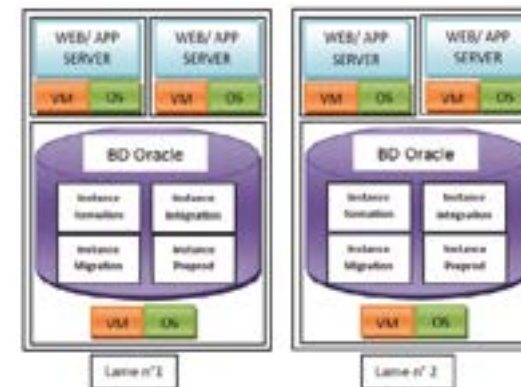 WEB/ APP
SERVER
WEB/ APP
SERVER
VM OS
VM OS
BD Oracle
Instance
formation
Instance
Intégration
Instance
Migration
Instance
Preprod
VM OS
Lame n°1
WEB/ APP
SERVER
WEB/ APP
SERVER
VM OS
VM OS
BD Oracle
Instance
formation
Instance
Intégration
Instance
Migration
Instance
Preprod
VM OS
Lame n° 2